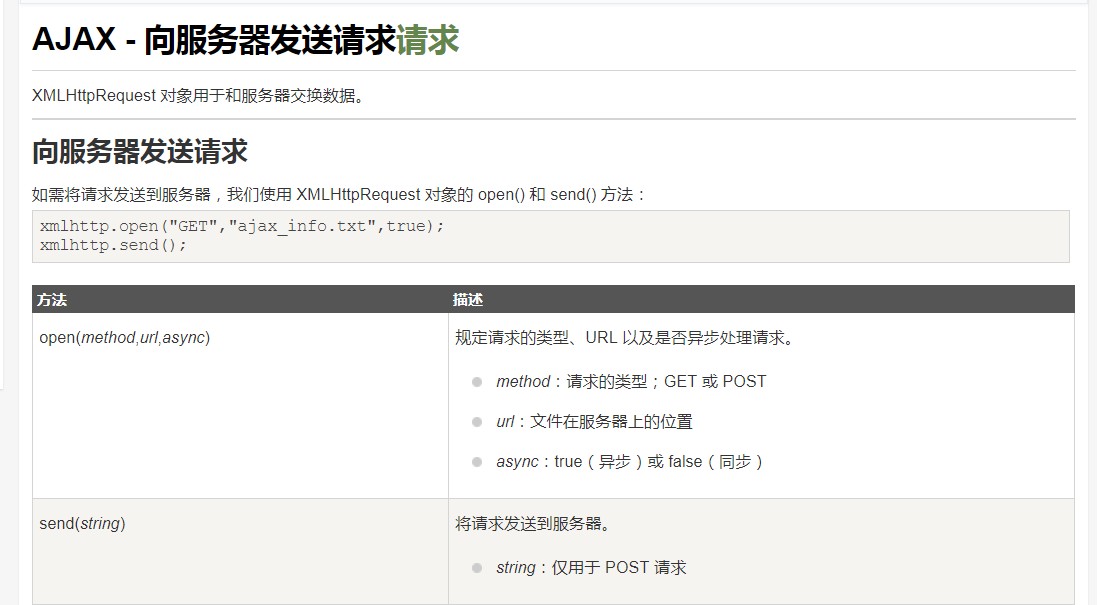 AJAX - 向服务器发送请求请求
XMLHttpRequest 对象用于和服务器交换数据。
向服务器发送请求
如需将请求发送到服务器，我们使用 XMLHttpRequest 对象的 open() 和 send() 方法：
xmlhttp.open("GET","ajax_info.txt",true);
xmlhttp.send();
方法 描述
open(method,url,async) 规定请求的类型、URL 以及是否异步处理请求。
method：请求的类型；GET 或 POST
url：文件在服务器上的位置
async：true（异步）或 false（同步）
send(string) 将请求发送到服务器。
string：仅用于 POST 请求